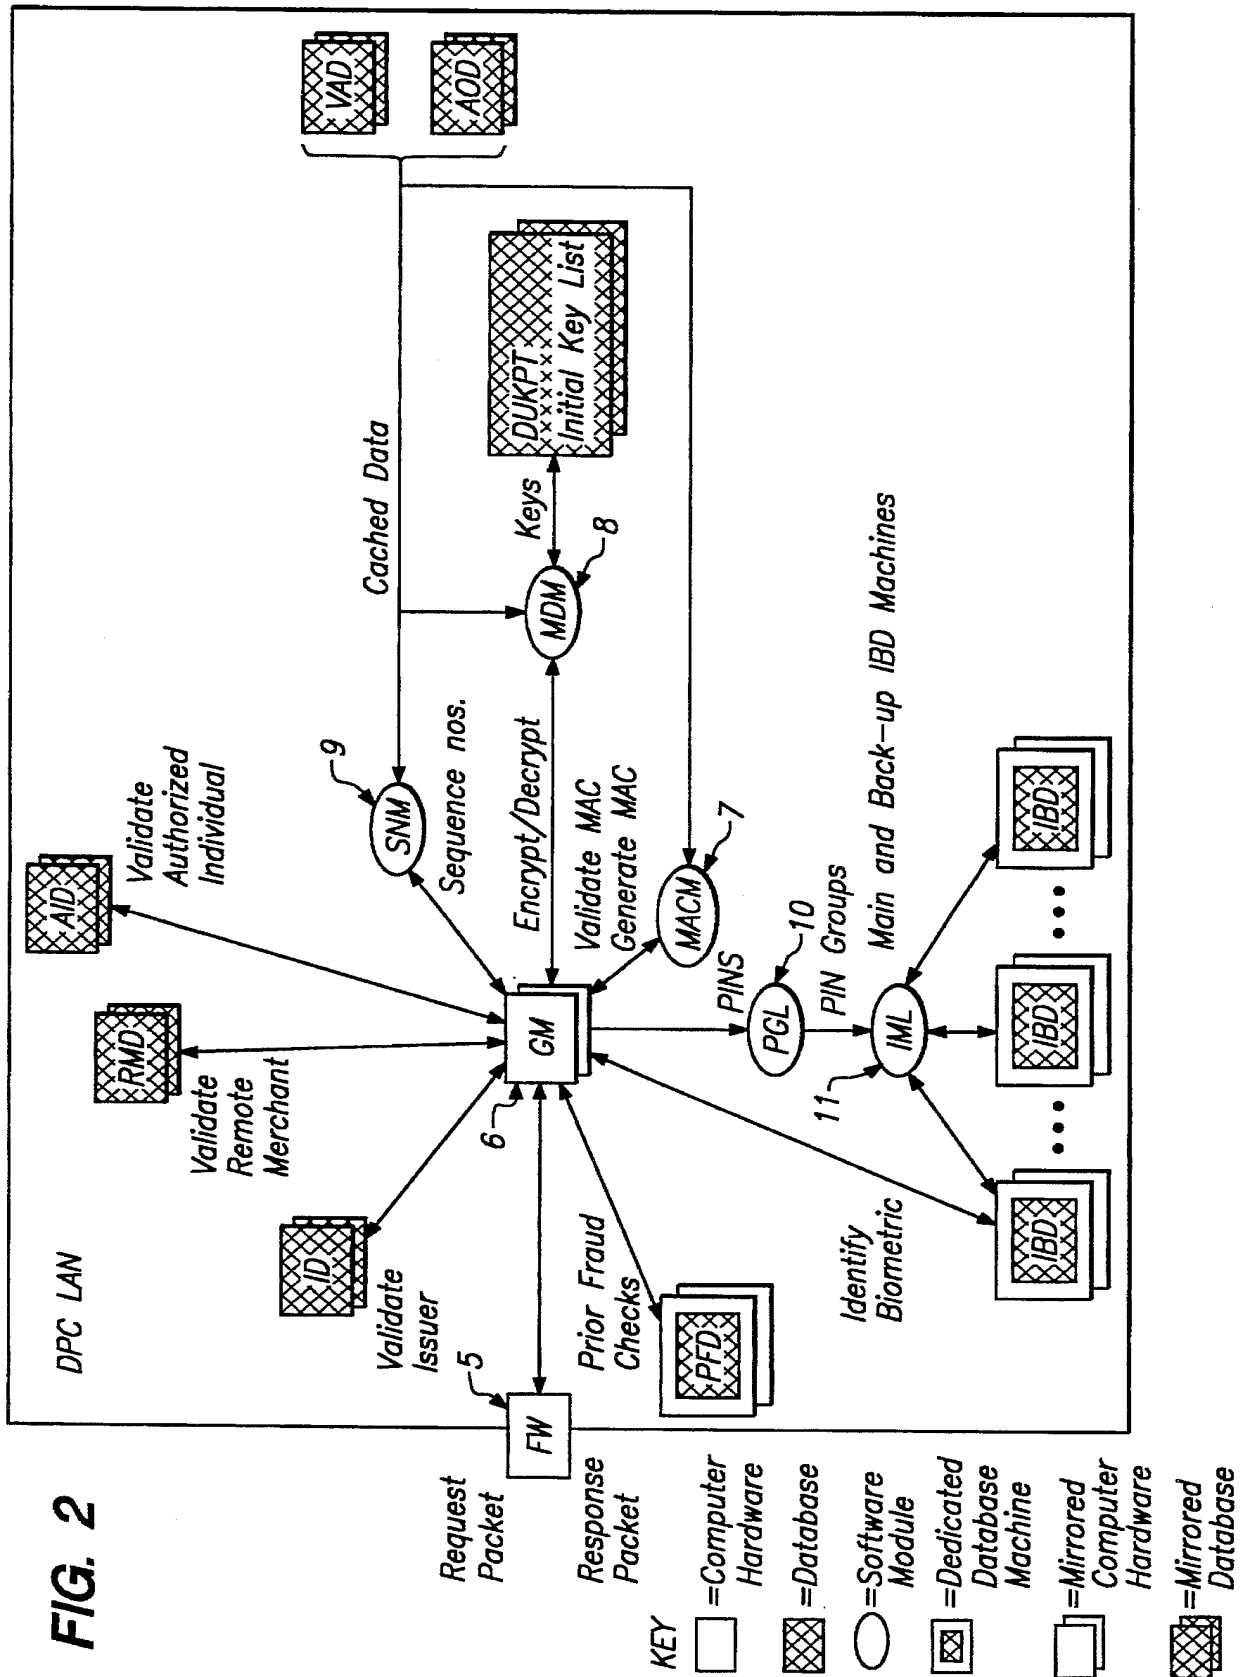 FIG. 2
DPC LAN
Request
Packet
Response
Packet
5
FW
ID
Validate
Issuer
RMD
Validate
Remote
Merchant
AID
Validate
Authorized
Individual
6
GM
Prior Fraud
Checks
PFD
9
SNM
Sequence nos.
Encrypt/Decrypt
Validate MAC
Generate MAC
MACM
7
Cached Data
MDM
8
Keys
DUKPT
Initial Key List
VAD
AOD
PINS
PGL
10
PIN Groups
IML
11
Main and Back-up IBD Machines
Identify
Biometric
IBD
IBD
IBD
KEY
=Computer
Hardware
=Database
=Software
Module
=Dedicated
Database
Machine
=Mirrored
Computer
Hardware
=Mirrored
Database